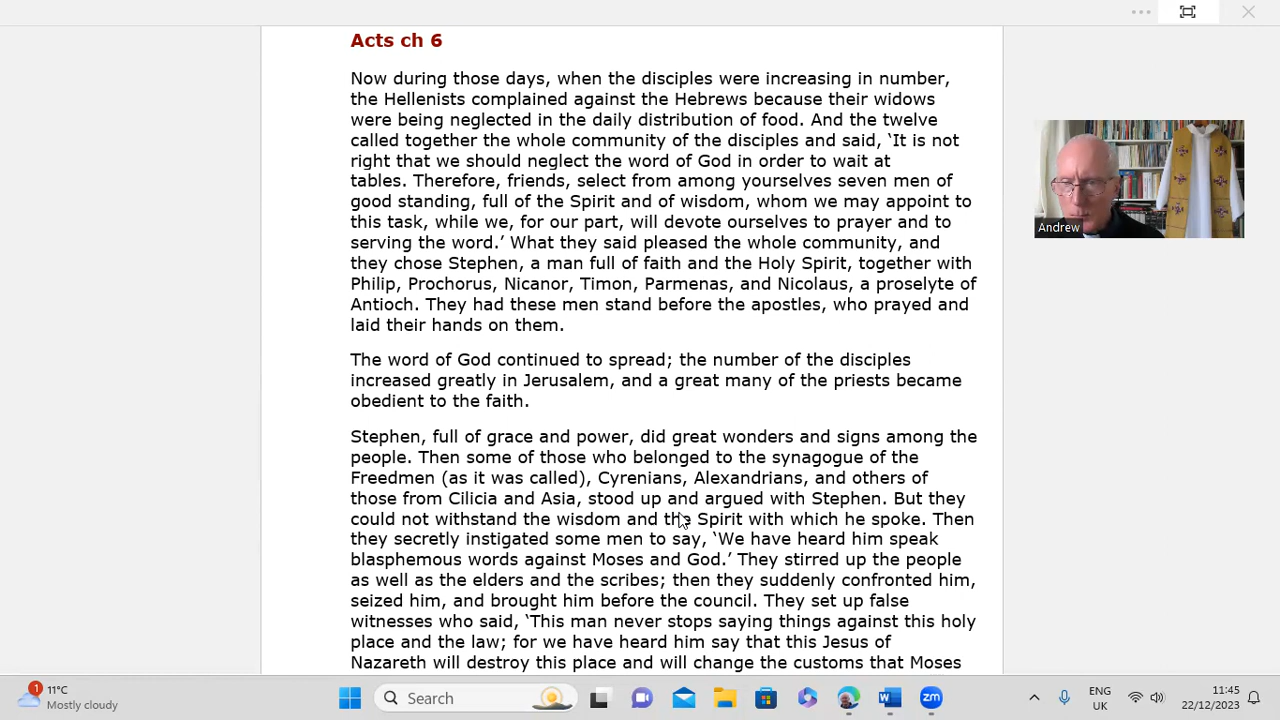 Acts ch 6
Now during those days, when the disciples were increasing in number,
the Hellenists complained against the Hebrews because their widows
were being neglected in the daily distribution of food. And the twelve
called together the whole community of the disciples and said, ‘It is not
right that we should neglect the word of God in order to wait at
tables. Therefore, friends, select from among yourselves seven men of
good standing, full of the Spirit and of wisdom, whom we may appoint to
this task, while we, for our part, will devote ourselves to prayer and to
serving the word.’ What they said pleased the whole community, and
they chose Stephen, a man full of faith and the Holy Spirit, together with
Philip, Prochorus, Nicanor, Timon, Parmenas, and Nicolaus, a proselyte of
Antioch. They had these men stand before the apostles, who prayed and
laid their hands on them.
The word of God continued to spread; the number of the disciples
increased greatly in Jerusalem, and a great many of the priests became
obedient to the faith.
Stephen, full of grace and power, did great wonders and signs among the
people. Then some of those who belonged to the synagogue of the
Freedmen (as it was called), Cyrenians, Alexandrians, and others of
those from Cilicia and Asia, stood up and argued with Stephen. But they
could not withstand the wisdom and the Spirit with which he spoke. Then
they secretly instigated some men to say, ‘We have heard him speak
blasphemous words against Moses and God.’ They stirred up the people
as well as the elders and the scribes; then they suddenly confronted him,
seized him, and brought him before the council. They set up false
witnesses who said, ‘This man never stops saying things against this holy
place and the law; for we have heard him say that this Jesus of
Nazareth will destroy this place and will change the customs that Moses
Andrew
1
11°C
Mostly cloudy
Search
zm
ENG
UK
11:45
22/12/2023